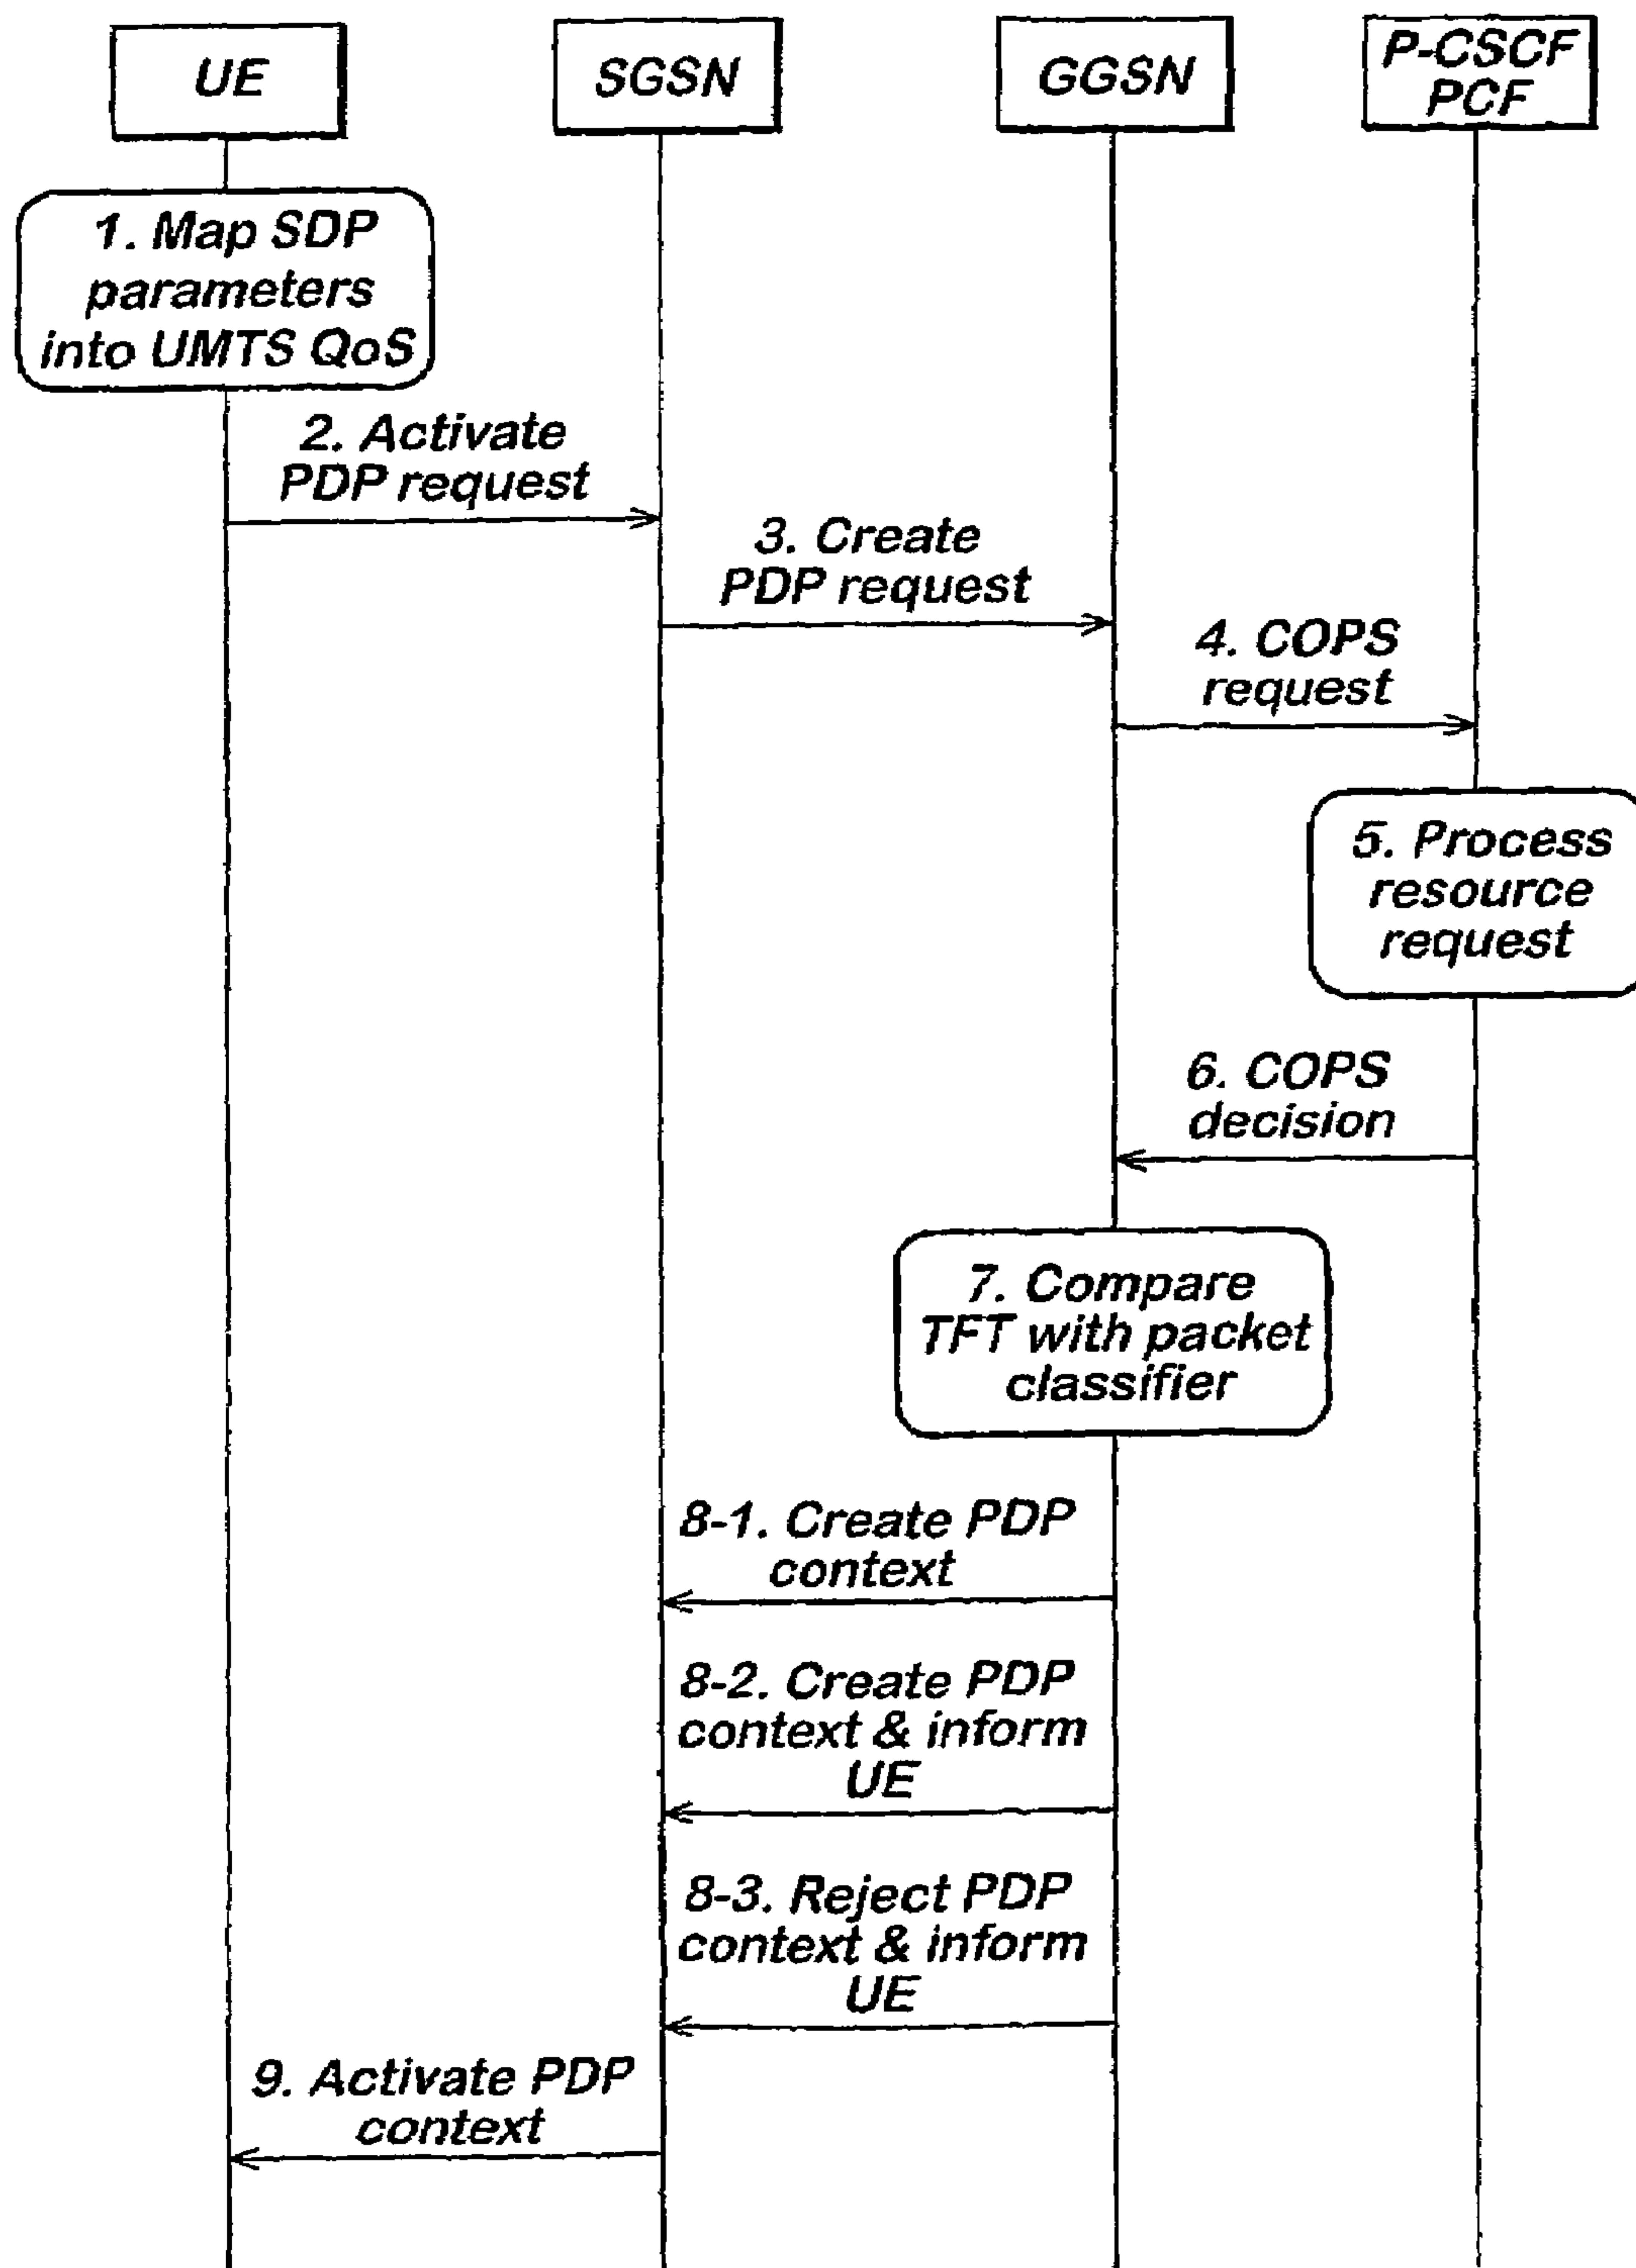 UE
SGSN
GGSN
P-CSCF
PCF
1. Map SDP
parameters
into UMTS QoS
2. Activate
PDP request
3. Create
PDP request
4. COPS
request
5. Process
resource
request
6. COPS
decision
7. Compare
TFT with packet
classifier
8-1. Create PDP
context
8-2. Create PDP
context & inform
UE
8-3. Reject PDP
context & inform
UE
9. Activate PDP
context